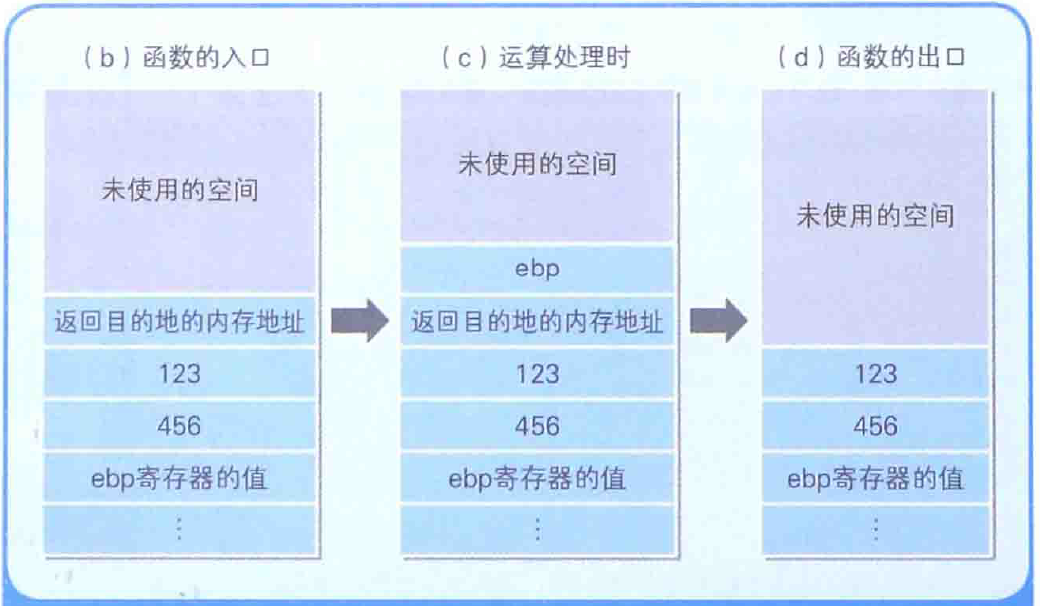 （b）函数的入口
未使用的空间
返回目的地的内存地址
123
456
ebp寄存器的值
⋮
（c）运算处理时
未使用的空间
ebp
返回目的地的内存地址
123
456
ebp寄存器的值
⋮
（d）函数的出口
未使用的空间
123
456
ebp寄存器的值
⋮